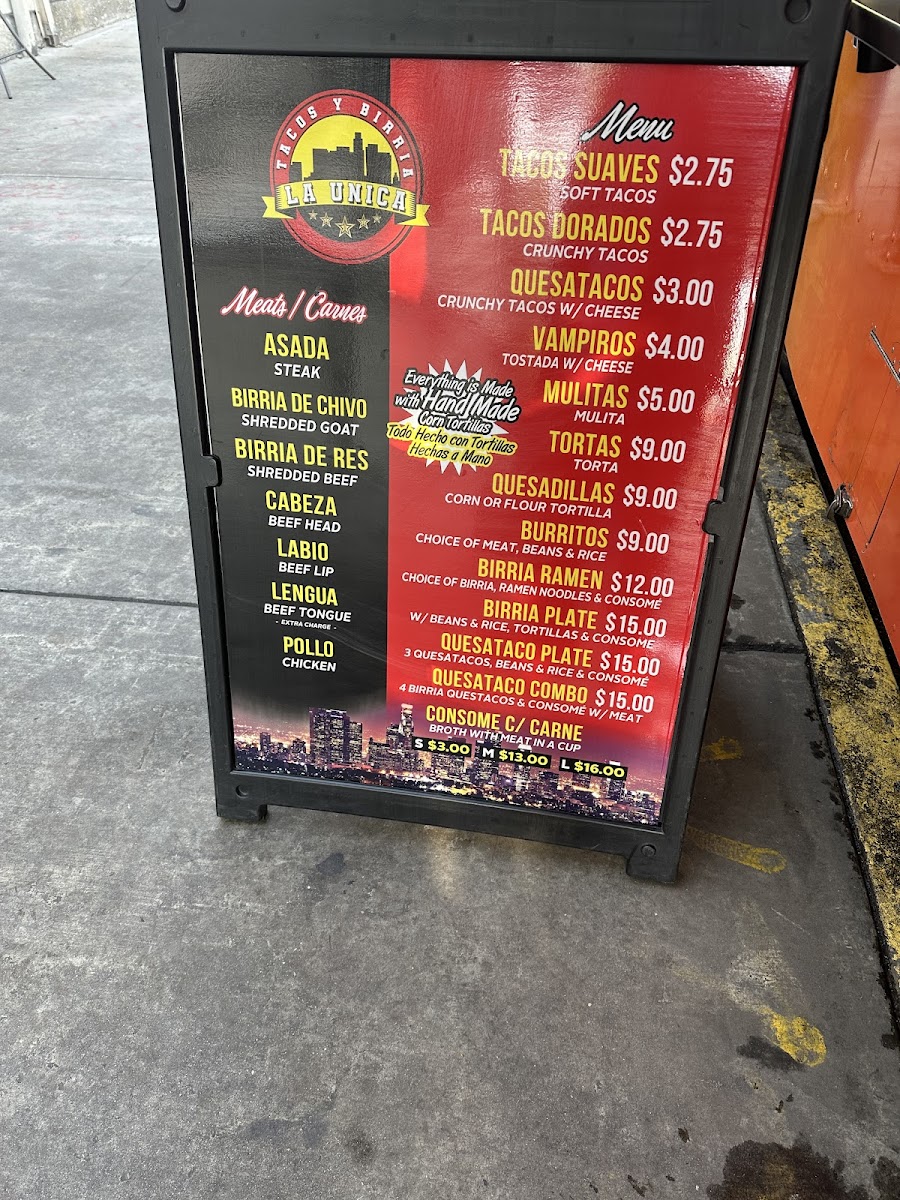 TACOS Y BIRRIA
LA UNICA
Meats / Carnes
ASADA
STEAK
BIRRIA DE CHIVO
SHREDDED GOAT
BIRRIA DE RES
SHREDDED BEEF
CABEZA
BEEF HEAD
LABIO
BEEF LIP
LENGUA
BEEF TONGUE
- EXTRA CHARGE -
POLLO
CHICKEN
Everything is Made
with Hand Made
Corn Tortillas
Todo Hecho con Tortillas
Hechas a Mano
Menu
TACOS SUAVES $2.75
SOFT TACOS
TACOS DORADOS $2.75
CRUNCHY TACOS
QUESATACOS $3.00
CRUNCHY TACOS W/ CHEESE
VAMPIROS $4.00
TOSTADA W/ CHEESE
MULITAS $5.00
MULITA
TORTAS $9.00
TORTA
QUESADILLAS $9.00
CORN OR FLOUR TORTILLA
BURRITOS $9.00
CHOICE OF MEAT, BEANS & RICE
BIRRIA RAMEN $12.00
CHOICE OF BIRRIA, RAMEN NOODLES & CONSOMÉ
BIRRIA PLATE $15.00
W/ BEANS & RICE, TORTILLAS & CONSOME
QUESATACO PLATE $15.00
3 QUESATACOS, BEANS & RICE & CONSOMÉ
QUESATACO COMBO $15.00
4 BIRRIA QUESTACOS & CONSOMÉ W/ MEAT
CONSOME C/ CARNE
BROTH WITH MEAT IN A CUP
S $3.00 M $13.00 L $16.00